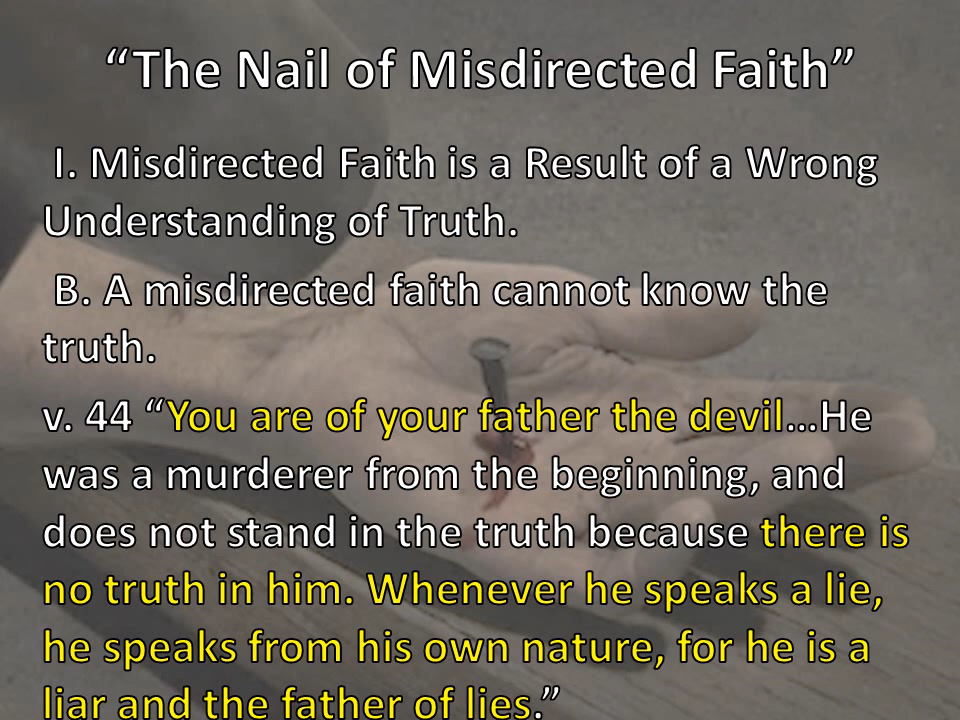 “The Nail of Misdirected Faith”
I. Misdirected Faith is a Result of a Wrong
Understanding of Truth.
B. A misdirected faith cannot know the
truth.
v. 44 “You are of your father the devil…He
was a murderer from the beginning, and
does not stand in the truth because there is
no truth in him. Whenever he speaks a lie,
he speaks from his own nature, for he is a
liar and the father of lies.”